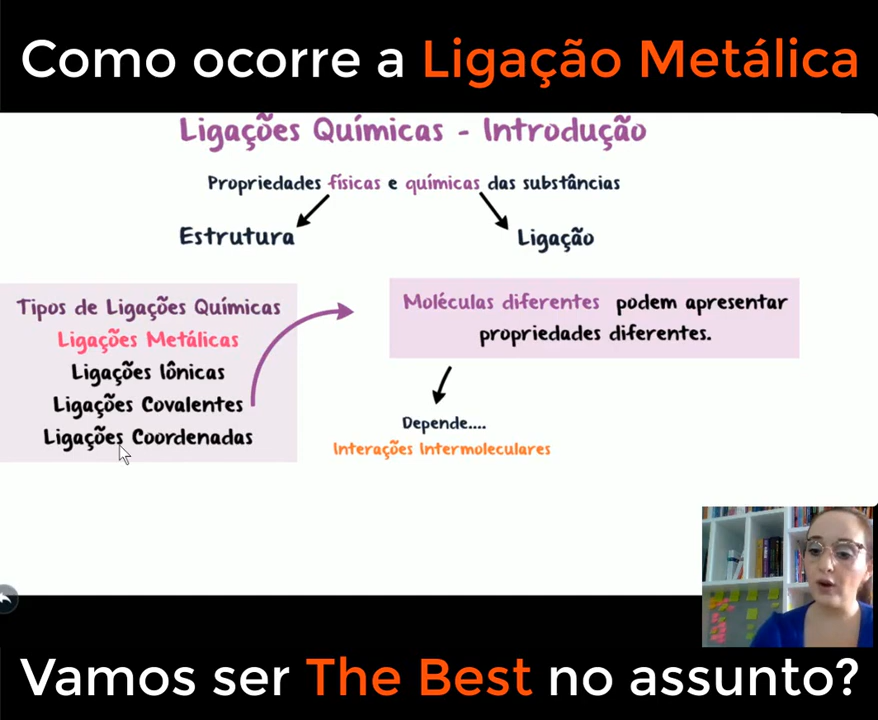 Como ocorre a Ligação Metálica
Ligações Químicas - Introdução
Propriedades físicas e químicas das substâncias
Estrutura
Ligação
Tipos de Ligações Químicas
Ligações Metálicas
Ligações Iônicas
Ligações Covalentes
Ligações Coordenadas
Moléculas diferentes podem apresentar
propriedades diferentes.
Depende....
Interações Intermoleculares
Vamos ser The Best no assunto?